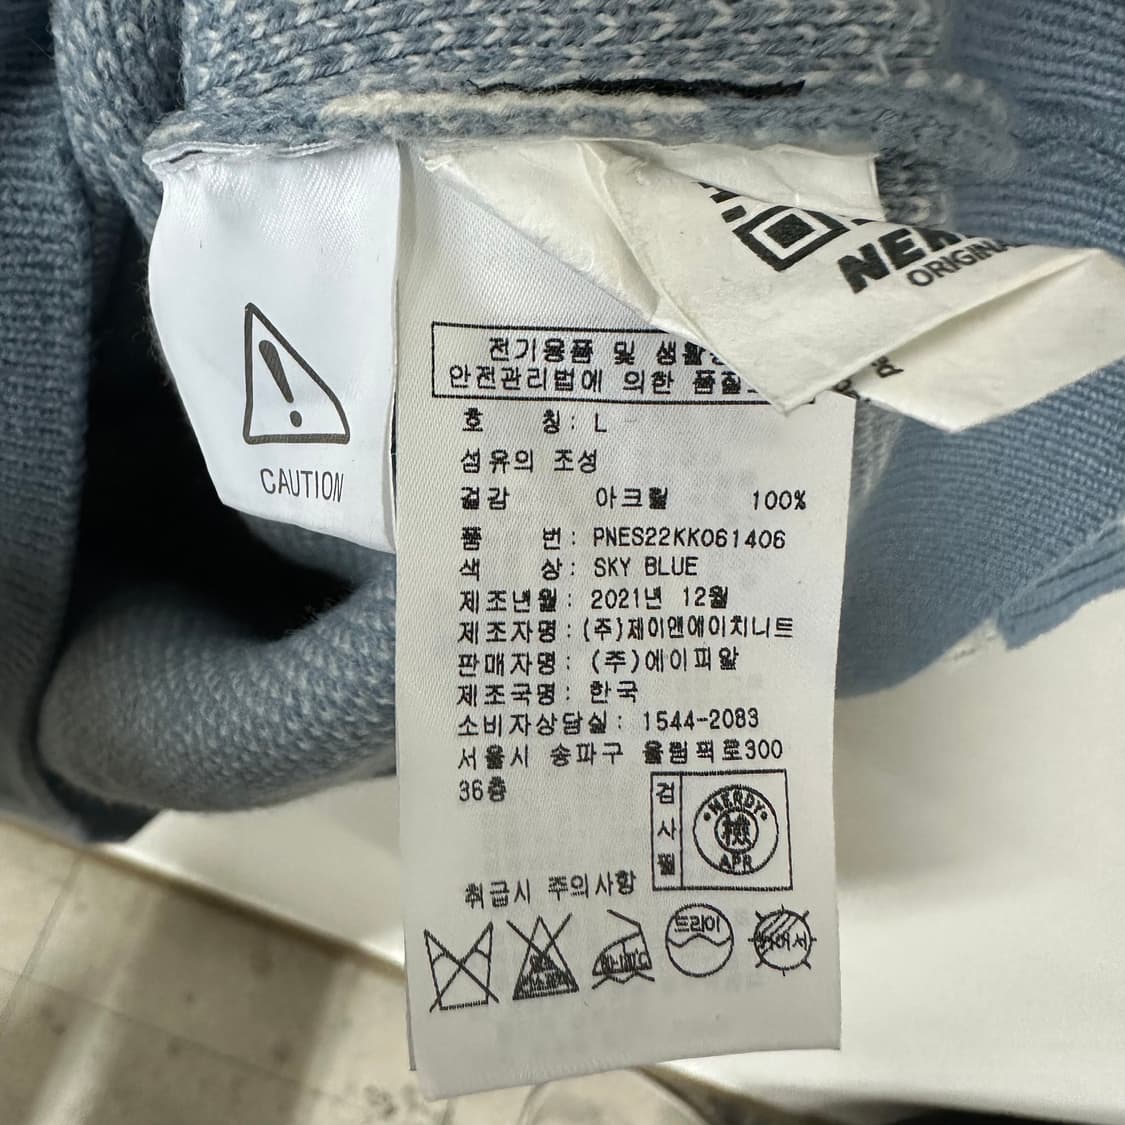 NER
ORIGINA
CAUTION
전기용품 및 생활
안전관리법에 의한 품질
호 칭: L
섬유의 조성
겉감 아크릴 100%
품 번: PNES22KK061406
색 상: SKY BLUE
제조년월: 2021년 12월
제조자명: (주)제이앤에이치니트
판매자명: (주)에이피알
제조국명: 한국
소비자상담실: 1544-2083
서울시 송파구 올림픽로300
36층
검사필
NERDY
檢
APR
취급시 주의사항
드라이